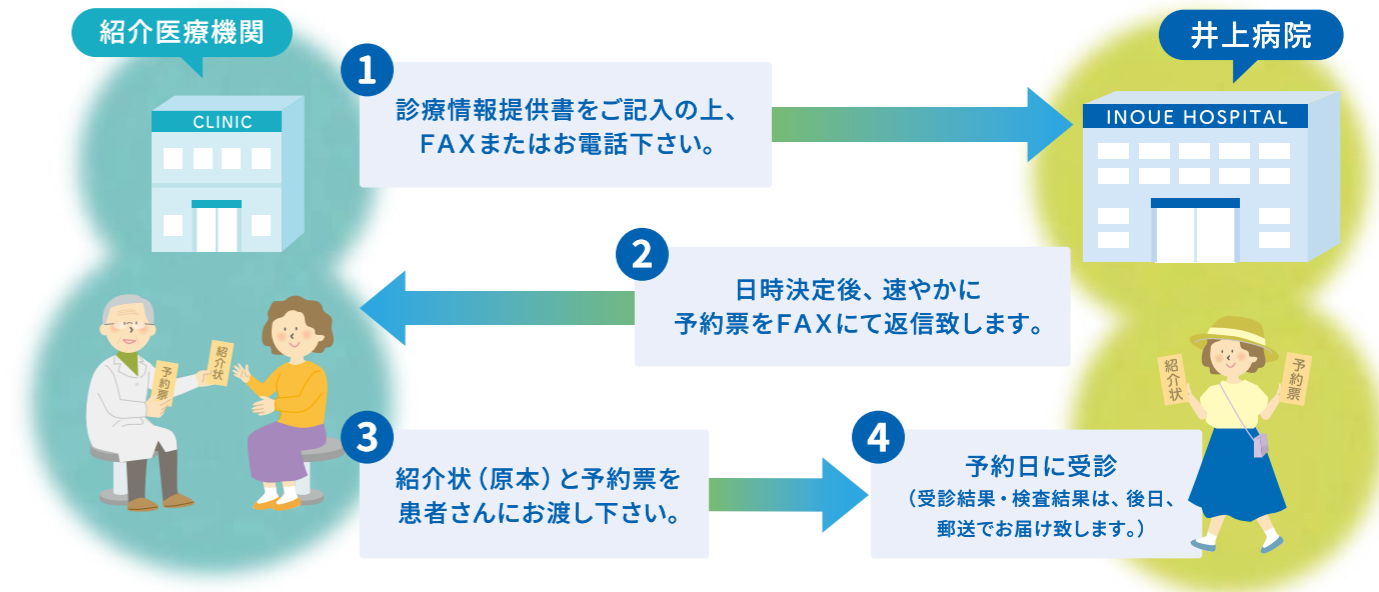 紹介医療機関
井上病院
CLINIC
INOUE HOSPITAL
1
診療情報提供書をご記入の上、
FAXまたはお電話下さい。
2
日時決定後、速やかに
予約票をFAXにて返信致します。
予約票
紹介状
紹介状
予約票
3
紹介状（原本）と予約票を
患者さんにお渡し下さい。
4
予約日に受診
（受診結果・検査結果は、後日、
郵送でお届け致します。）